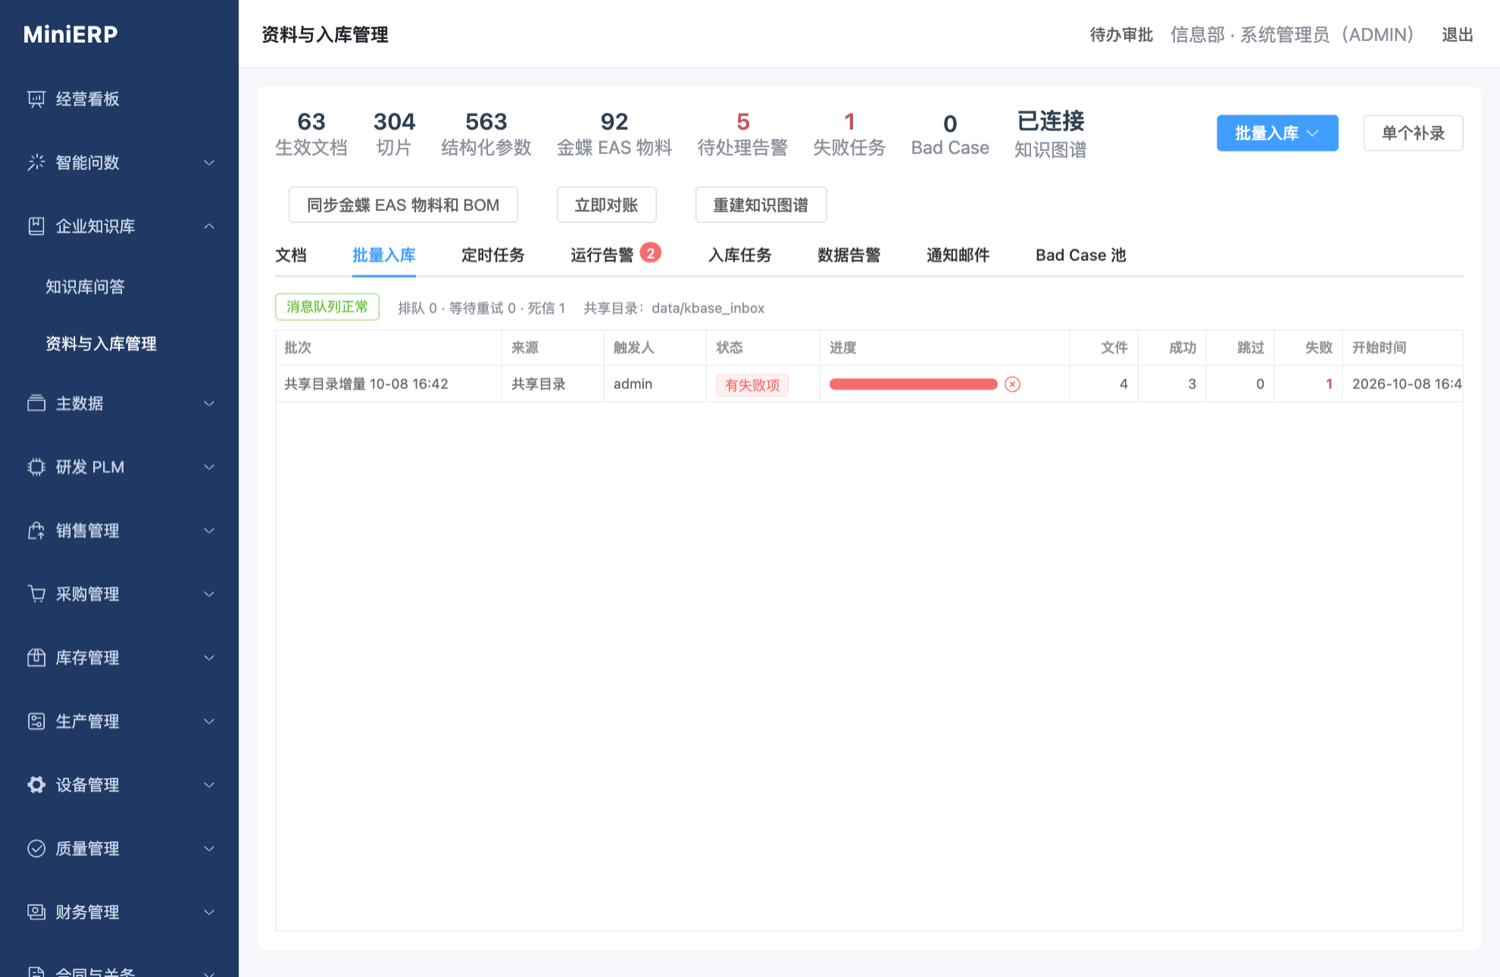 MiniERP
经营看板
智能问数
企业知识库
知识库问答
资料与入库管理
主数据
研发 PLM
销售管理
采购管理
库存管理
生产管理
设备管理
质量管理
财务管理
资料与入库管理
待办审批 信息部 · 系统管理员（ADMIN） 退出
63 304 563 92 5 1 0 已连接
生效文档 切片 结构化参数 金蝶 EAS 物料 待处理告警 失败任务 Bad Case 知识图谱
批量入库 单个补录
同步金蝶 EAS 物料和 BOM 立即对账 重建知识图谱
文档 批量入库 定时任务 运行告警 2 入库任务 数据告警 通知邮件 Bad Case 池
消息队列正常 排队 0 · 等待重试 0 · 死信 1 共享目录：data/kbase_inbox
批次 来源 触发人 状态 进度 文件 成功 跳过 失败 开始时间
共享目录增量 10-08 16:42 共享目录 admin 有失败项 4 3 0 1 2026-10-08 16:4